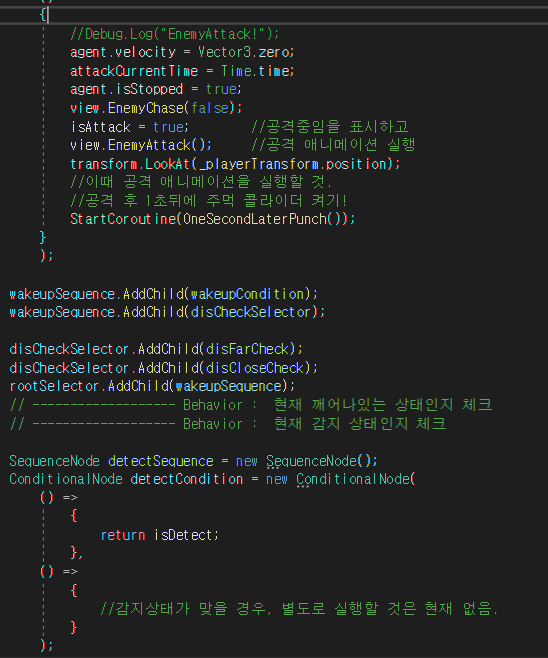 {
//Debug.Log("EnemyAttack!");
agent.velocity = Vector3.zero;
attackCurrentTime = Time.time;
agent.isStopped = true;
view.EnemyChase(false);
isAttack = true; //공격중임을 표시하고
view.EnemyAttack(); //공격 애니메이션 실행
transform.LookAt(_playerTransform.position);
//이때 공격 애니메이션을 실행할 것.
//공격 후 1초뒤에 주먹 콜라이더 켜기!
StartCoroutine(OneSecondLaterPunch());
}
);
wakeupSequence.AddChild(wakeupCondition);
wakeupSequence.AddChild(disCheckSelector);
disCheckSelector.AddChild(disFarCheck);
disCheckSelector.AddChild(disCloseCheck);
rootSelector.AddChild(wakeupSequence);
// ------------------- Behavior : 현재 깨어나있는 상태인지 체크
// ------------------- Behavior : 현재 감지 상태인지 체크
SequenceNode detectSequence = new SequenceNode();
ConditionalNode detectCondition = new ConditionalNode(
() =>
{
return isDetect;
},
() =>
{
//감지상태가 맞을 경우, 별도로 실행할 것은 현재 없음.
}
);